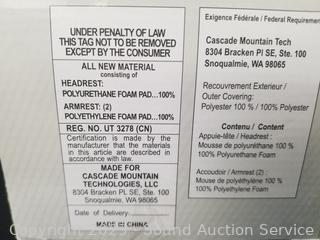 UNDER PENALTY OF LAW
THIS TAG NOT TO BE REMOVED
EXCEPT BY THE CONSUMER
ALL NEW MATERIAL
consisting of
HEADREST:
POLYURETHANE FOAM PAD...100%
ARMREST: (2)
POLYETHYLENE FOAM PAD...100%
REG. NO. UT 3278 (CN)
Certification is made by the
manufacturer that the materials
in this article are described in
accordance with law.
MADE FOR
CASCADE MOUNTAIN
TECHNOLOGIES, LLC
8304 Bracken Pl SE, Ste. 100
Snoqualmie, WA 98065
Date of Delivery
MADE IN CHINA
Exigence Fédérale / Federal Requiremen
Cascade Mountain Tech
8304 Bracken Pl SE, Ste. 100
Snoqualmie, WA 98065
Recouvrement Exterieur /
Outer Covering:
Polyester 100 % / 100% Polyester
Contenu / Content
Appuie-tête / Headrest :
Mousse de polyuréthane 100 %
100% Polyurethane Foam
Accoudoir / Armrest (2) :
Mousse de polyéthylène 100 %
100% Polyethylene Foam
Copyright 2025 Sound Auction Service